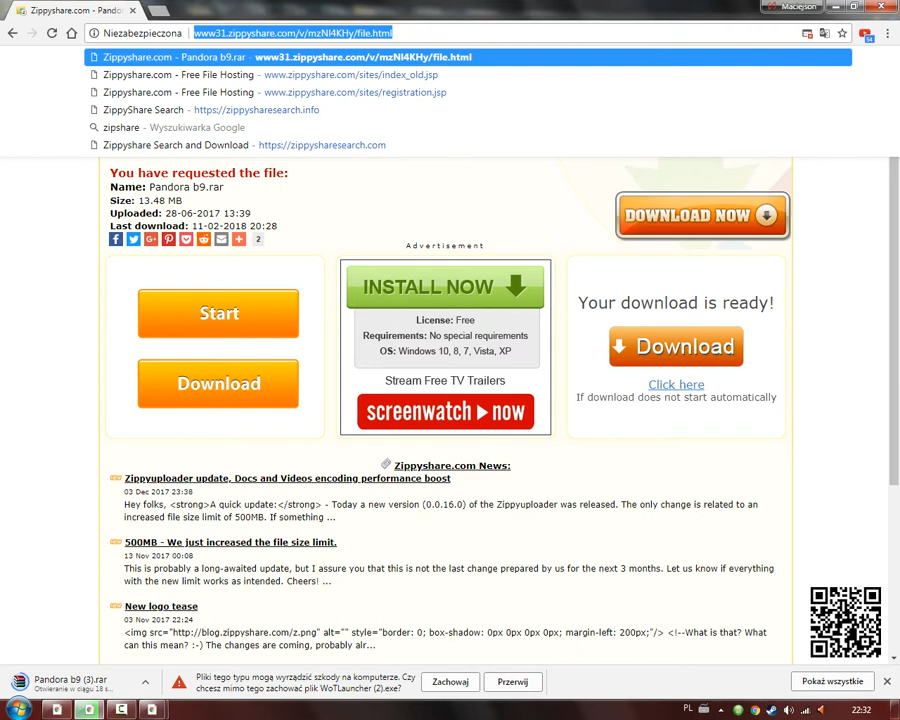 Zippyshare.com - Pandor
Maciejson
Niezabezpieczona
www31.zippyshare.com/v/mzNl4KHy/file.html
54
Zippyshare.com - Pandora b9.rar - www31.zippyshare.com/v/mzNl4KHy/file.html
Zippyshare.com - Free File Hosting - www.zippyshare.com/sites/index_old.jsp
Zippyshare.com - Free File Hosting - www.zippyshare.com/sites/registration.jsp
ZippyShare Search - https://zippysharesearch.info
zipshare - Wyszukiwarka Google
Zippyshare Search and Download - https://zippysharesearch.com
You have requested the file:
Name: Pandora b9.rar
Size: 13.48 MB
Uploaded: 28-06-2017 13:39
Last download: 11-02-2018 20:28
2
DOWNLOAD NOW
Advertisement
Start
Download
INSTALL NOW
License: Free
Requirements: No special requirements
OS: Windows 10, 8, 7, Vista, XP
Stream Free TV Trailers
screenwatch now
Your download is ready!
Download
Click here
If download does not start automatically
Zippyshare.com News:
Zippyuploader update, Docs and Videos encoding performance boost
03 Dec 2017 23:38
Hey folks, <strong>A quick update:</strong> - Today a new version (0.0.16.0) of the Zippyuploader was released. The only change is related to an
increased file size limit of 500MB. If something ...
500MB - We just increased the file size limit.
13 Nov 2017 00:08
This is probably a long-awaited update, but I assure you that this is not the last change prepared by us for the next 3 months. Let us know if everything
with the new limit works as intended. Cheers! ...
New logo tease
03 Nov 2017 22:24
<img src="http://blog.zippyshare.com/z.png" alt="" style="border: 0; box-shadow: 0px 0px 0px 0px; margin-left: 200px;"/> <!--What is that? What
can this mean? :-) The changes are coming, probably alr...
Pandora b9 (3).rar
Otwieranie w ciągu 18 s...
Pliki tego typu mogą wyrządzić szkody na komputerze. Czy
chcesz mimo tego zachować plik WoTLauncher (2).exe?
Zachowaj
Przerwij
Pokaż wszystkie
PL
22:32